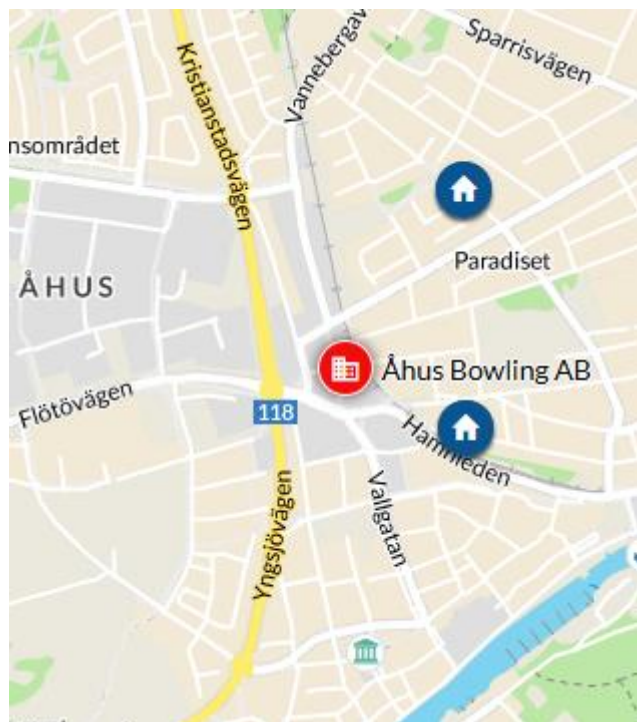 Sparrisvägen
Vannebergav
Kristianstadsvägen
nsområdet
Paradiset
ÅHUS
Åhus Bowling AB
Flötövägen
118
Hamnleden
Vallgatan
Yngsjövägen